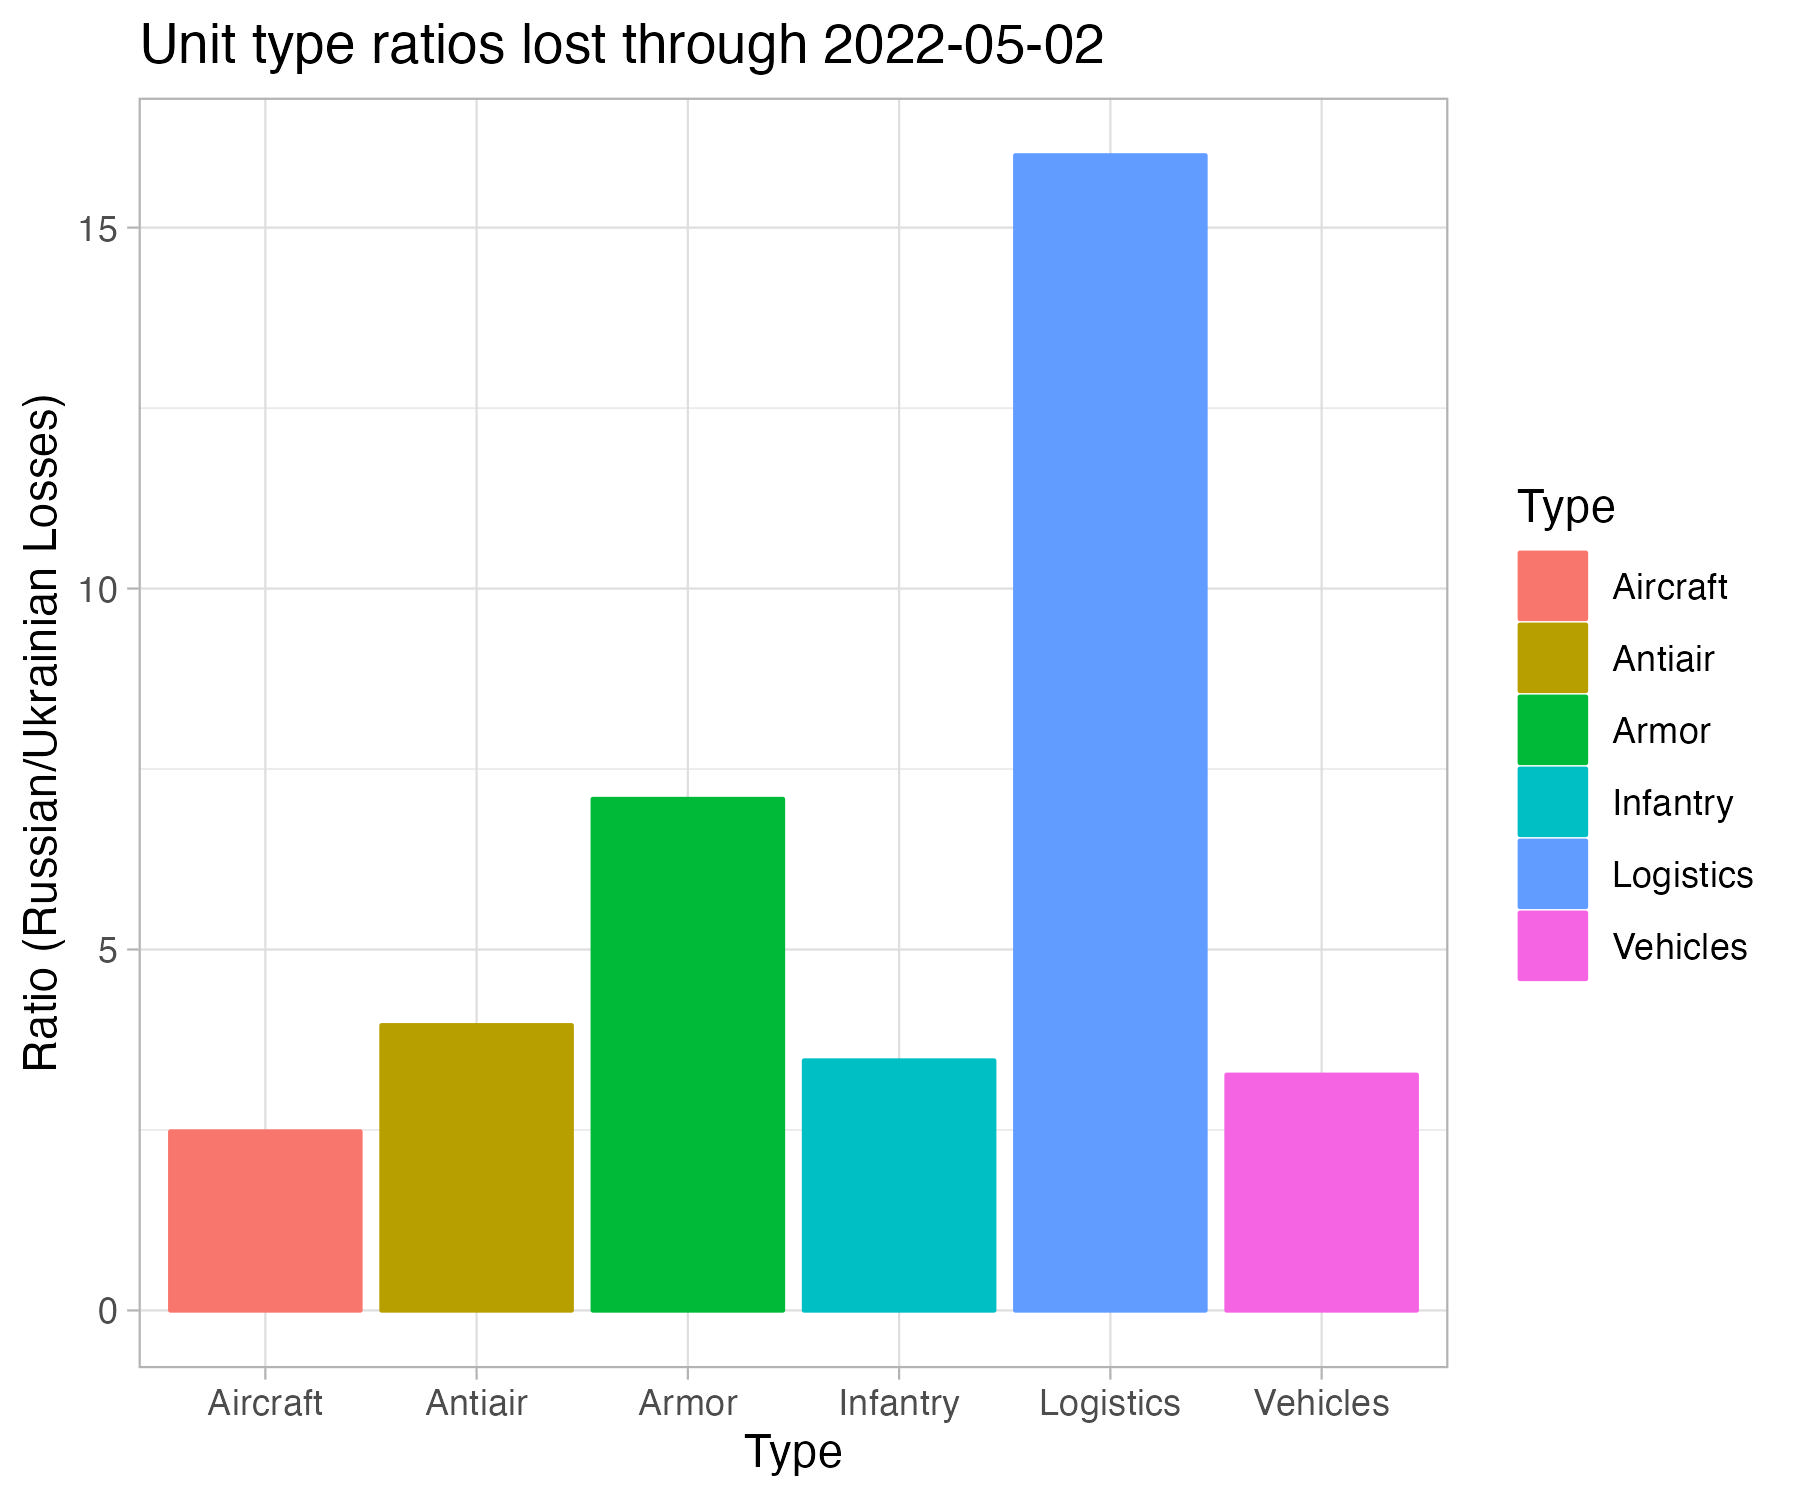 Unit type ratios lost through 2022-05-02
Ratio (Russian/Ukrainian Losses)
15
10
5
0
Aircraft
Antiair
Armor
Infantry
Logistics
Vehicles
Type
Type
Aircraft
Antiair
Armor
Infantry
Logistics
Vehicles